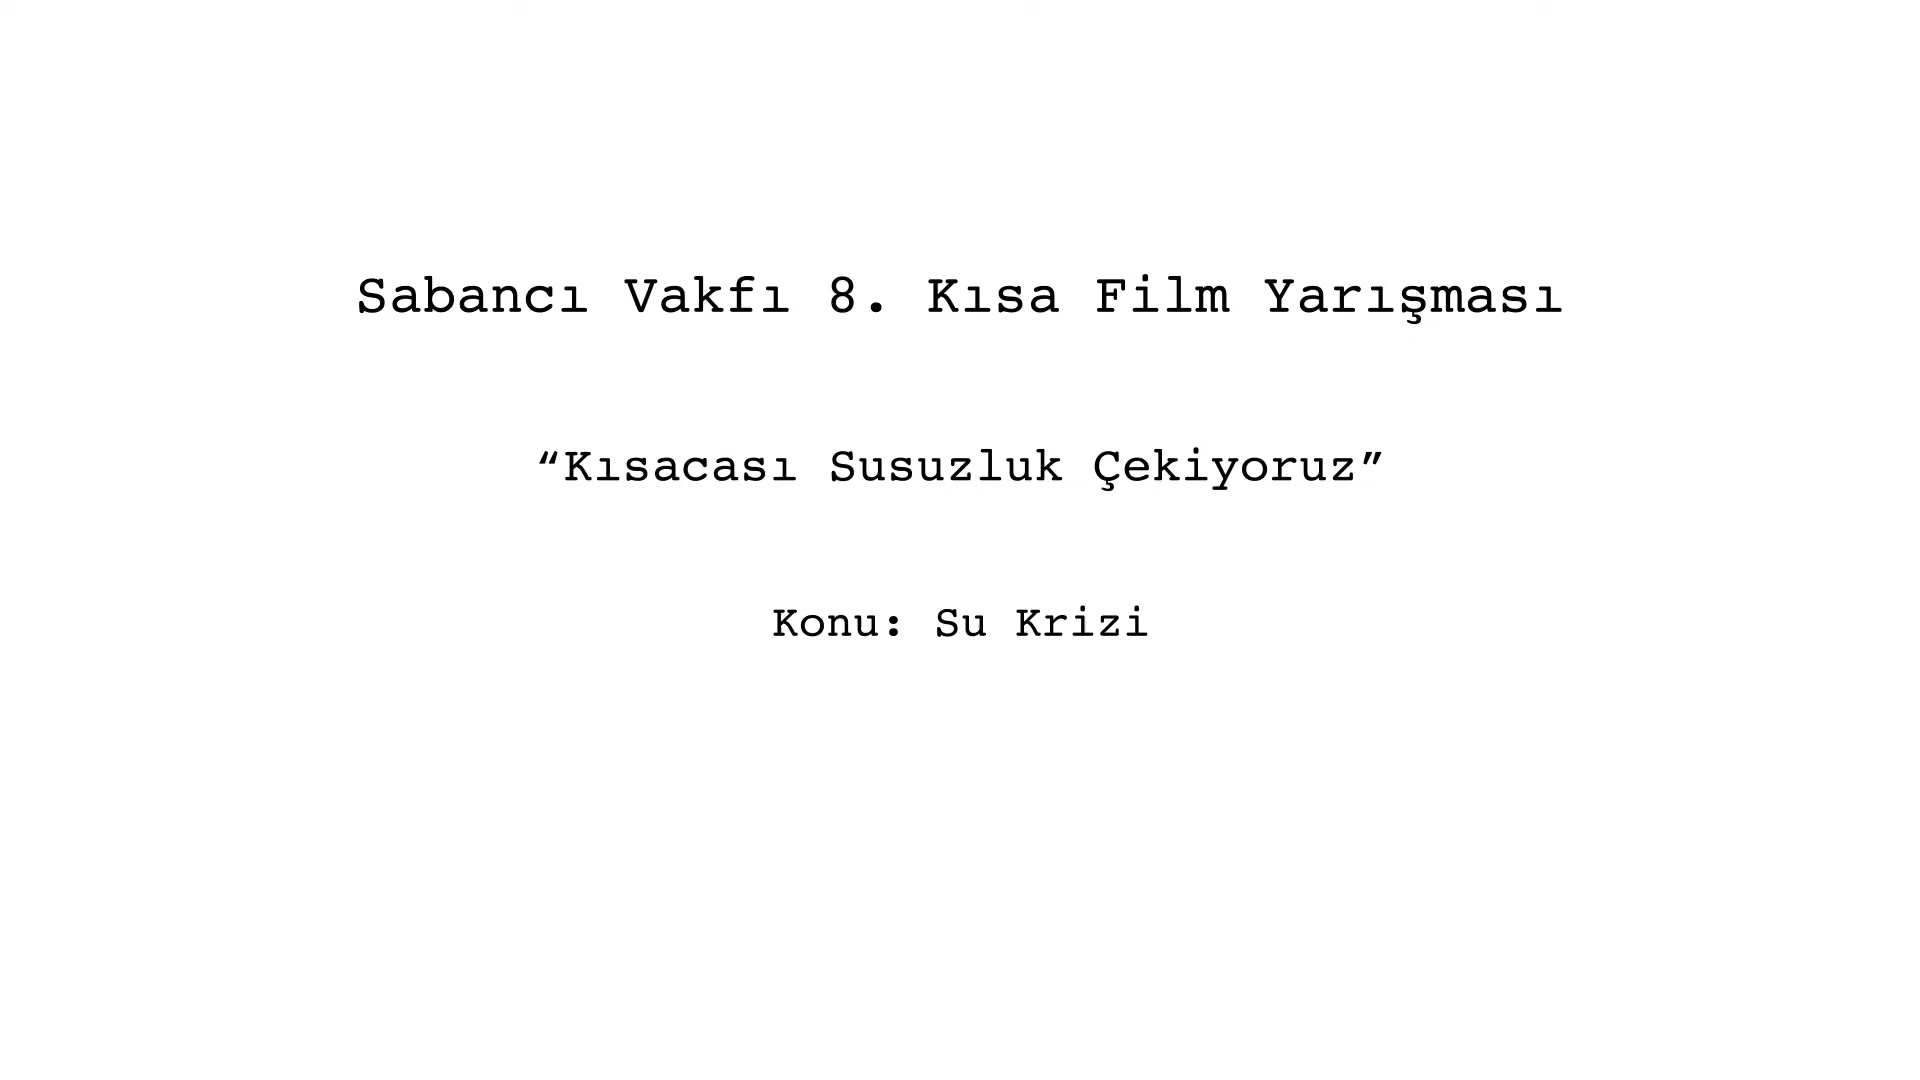 Sabancı Vakfı 8. Kısa Film Yarışması
“Kısacası Susuzluk Çekiyoruz”
Konu: Su Krizi